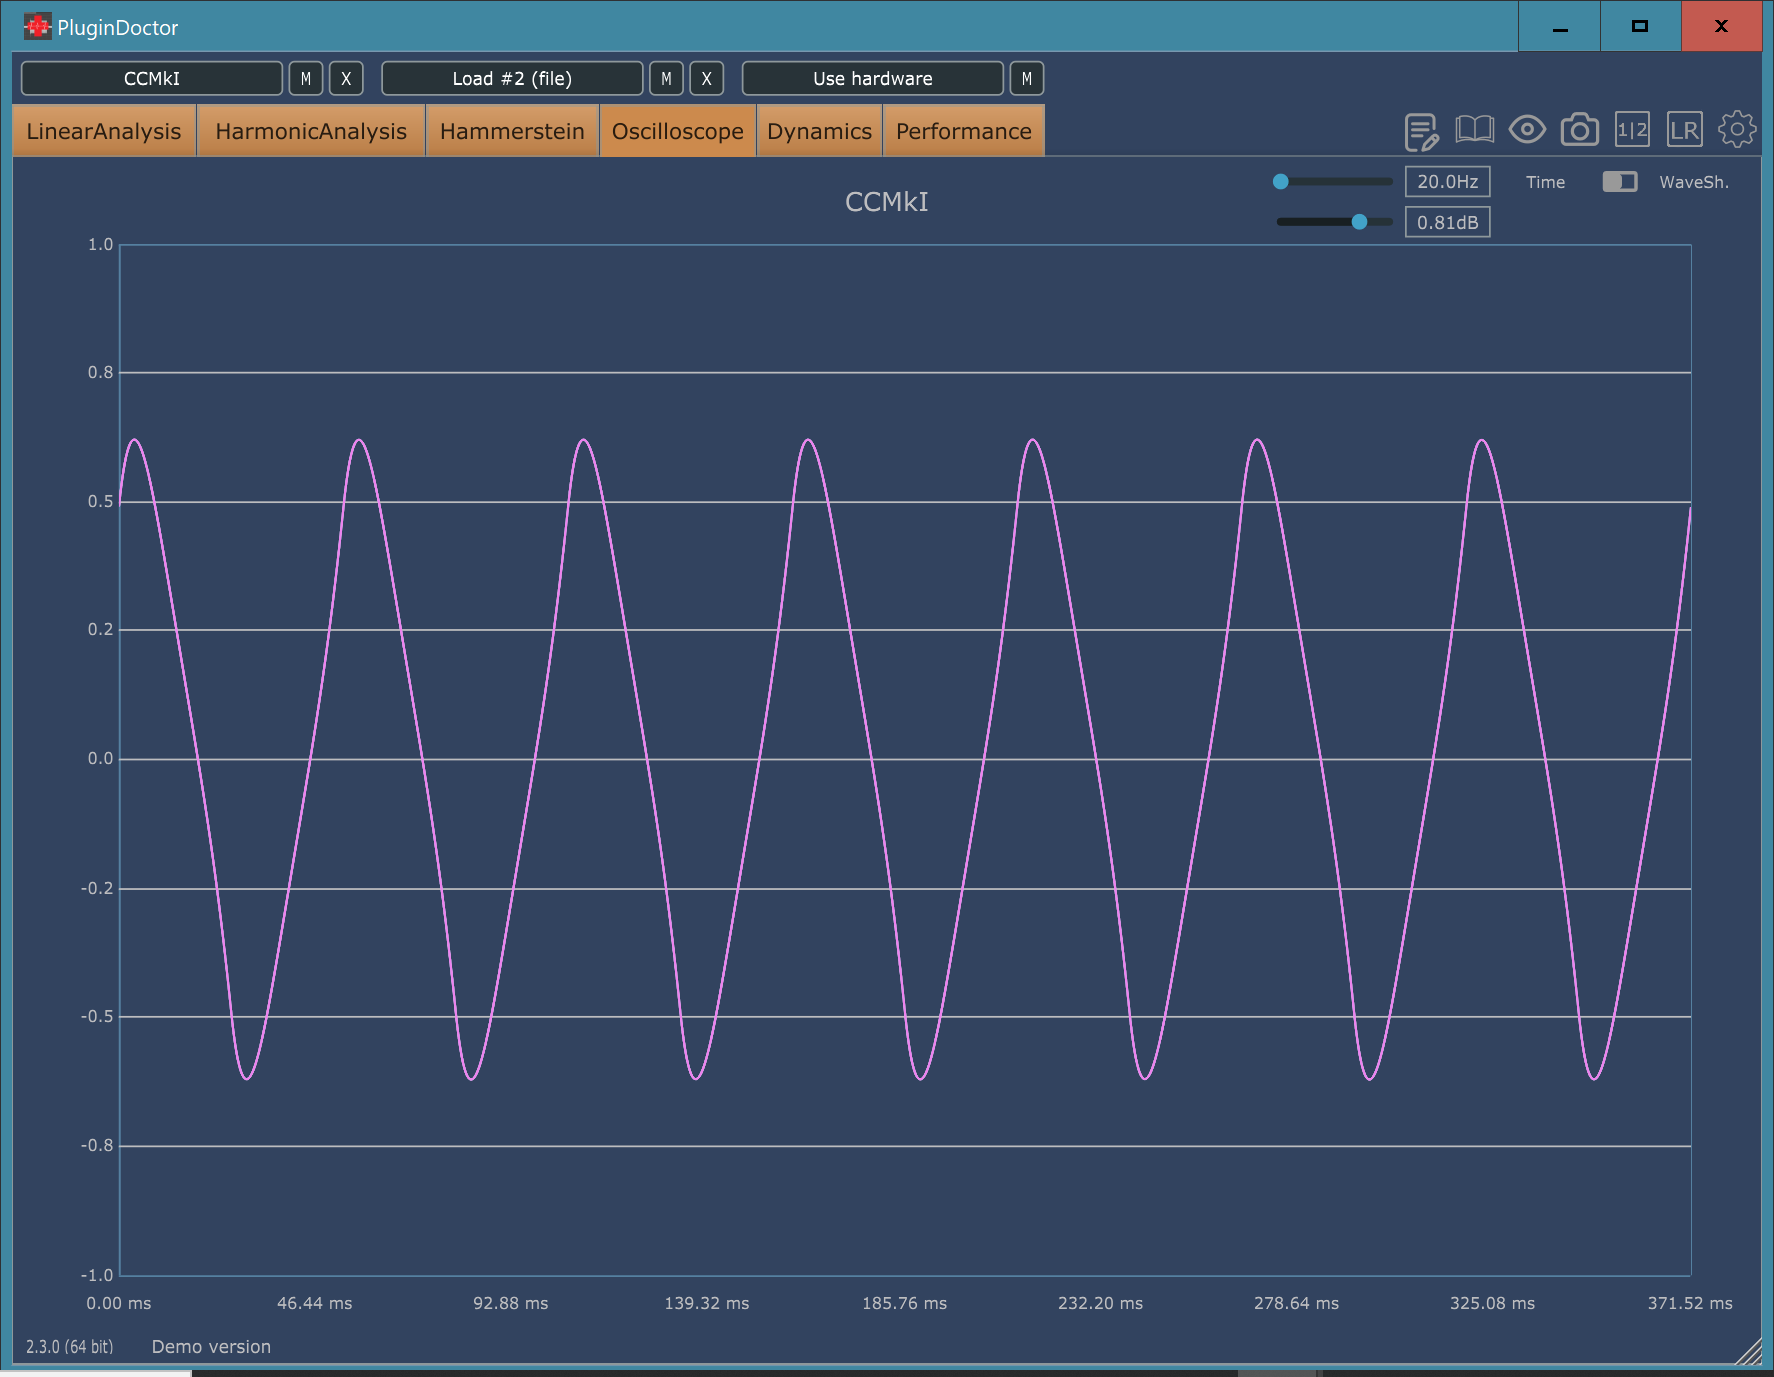 PluginDoctor
CCMkI M X Load #2 (file) M X Use hardware M
LinearAnalysis HarmonicAnalysis Hammerstein Oscilloscope Dynamics Performance 1|2 LR
20.0Hz Time WaveSh.
CCMkI
0.81dB
1.0
0.8
0.5
0.2
0.0
-0.2
-0.5
-0.8
-1.0
0.00 ms 46.44 ms 92.88 ms 139.32 ms 185.76 ms 232.20 ms 278.64 ms 325.08 ms 371.52 ms
2.3.0 (64 bit) Demo version